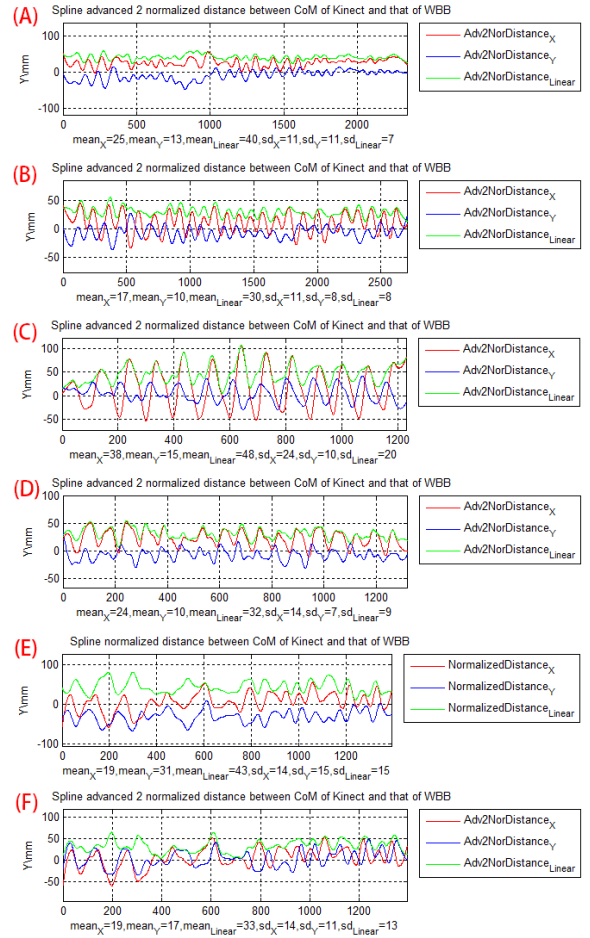 (A)
Spline advanced 2 normalized distance between CoM of Kinect and that of WBB
Y\mm
100
0
-100
0 500 1000 1500 2000
mean_X=25,mean_Y=13,mean_Linear=40,sd_X=11,sd_Y=11,sd_Linear=7
Adv2NorDistance_X
Adv2NorDistance_Y
Adv2NorDistance_Linear
(B)
Spline advanced 2 normalized distance between CoM of Kinect and that of WBB
Y\mm
50
0
-50
0 500 1000 1500 2000 2500
mean_X=17,mean_Y=10,mean_Linear=30,sd_X=11,sd_Y=8,sd_Linear=8
Adv2NorDistance_X
Adv2NorDistance_Y
Adv2NorDistance_Linear
(C)
Spline advanced 2 normalized distance between CoM of Kinect and that of WBB
Y\mm
100
50
0
-50
0 200 400 600 800 1000 1200
mean_X=38,mean_Y=15,mean_Linear=48,sd_X=24,sd_Y=10,sd_Linear=20
Adv2NorDistance_X
Adv2NorDistance_Y
Adv2NorDistance_Linear
(D)
Spline advanced 2 normalized distance between CoM of Kinect and that of WBB
Y\mm
100
50
0
-50
0 200 400 600 800 1000 1200
mean_X=24,mean_Y=10,mean_Linear=32,sd_X=14,sd_Y=7,sd_Linear=9
Adv2NorDistance_X
Adv2NorDistance_Y
Adv2NorDistance_Linear
(E)
Spline normalized distance between CoM of Kinect and that of WBB
Y\mm
100
0
-100
0 200 400 600 800 1000 1200
mean_X=19,mean_Y=31,mean_Linear=43,sd_X=14,sd_Y=15,sd_Linear=15
NormalizedDistance_X
NormalizedDistance_Y
NormalizedDistance_Linear
(F)
Spline advanced 2 normalized distance between CoM of Kinect and that of WBB
Y\mm
100
50
0
-50
0 200 400 600 800 1000 1200
mean_X=19,mean_Y=17,mean_Linear=33,sd_X=14,sd_Y=11,sd_Linear=13
Adv2NorDistance_X
Adv2NorDistance_Y
Adv2NorDistance_Linear